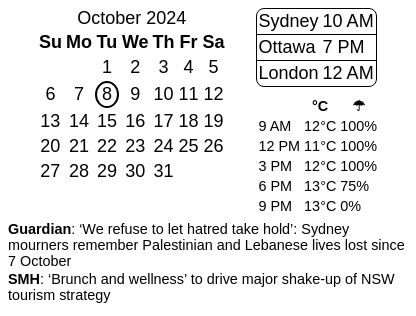 October 2024
Su Mo Tu We Th Fr Sa
1 2 3 4 5
6 7 8 9 10 11 12
13 14 15 16 17 18 19
20 21 22 23 24 25 26
27 28 29 30 31
Sydney 10 AM
Ottawa 7 PM
London 12 AM
°C ☂
9 AM 12°C 100%
12 PM 11°C 100%
3 PM 12°C 100%
6 PM 13°C 75%
9 PM 13°C 0%
Guardian: ‘We refuse to let hatred take hold’: Sydney
mourners remember Palestinian and Lebanese lives lost since
7 October
SMH: ‘Brunch and wellness’ to drive major shake-up of NSW
tourism strategy